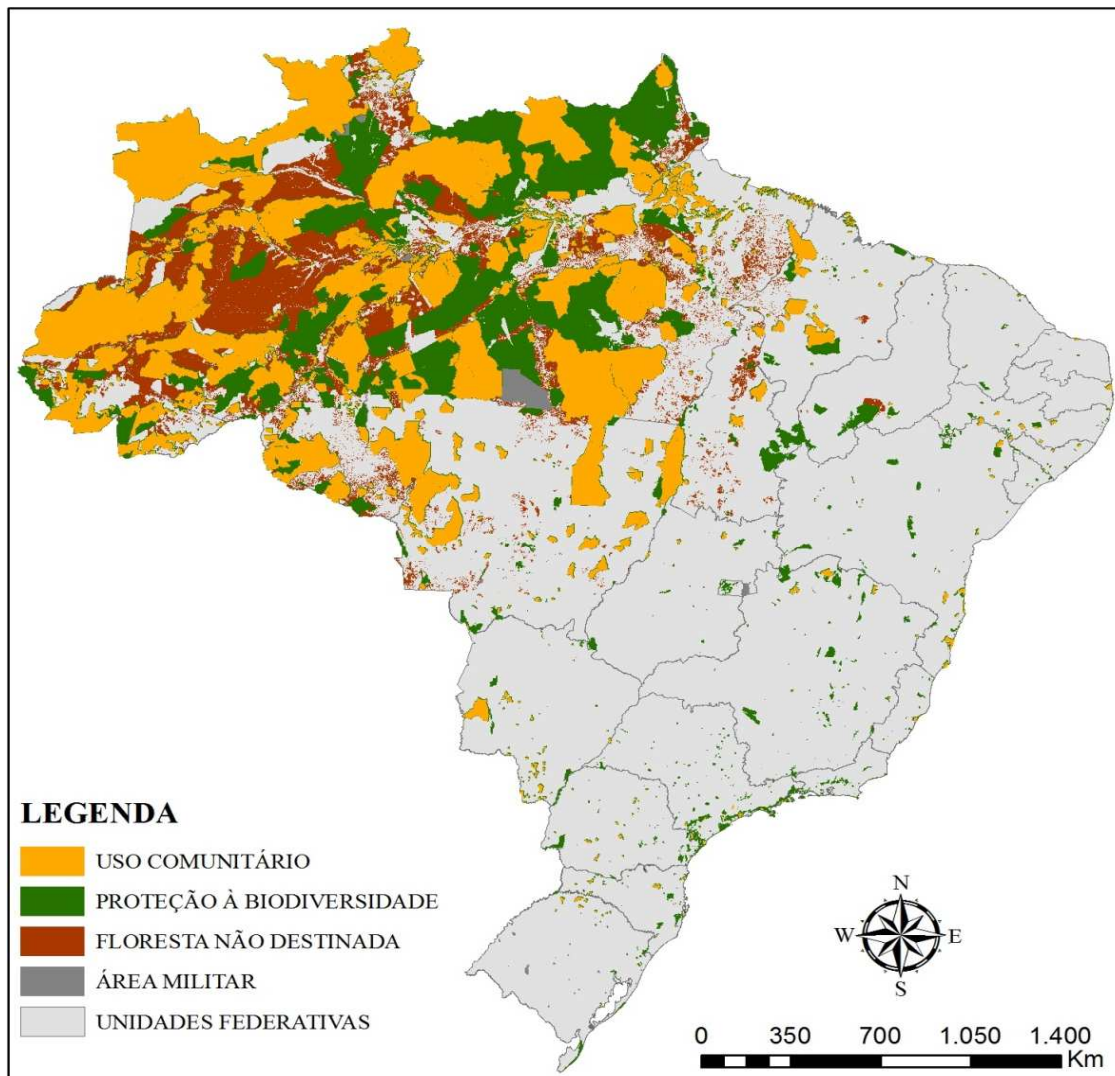 LEGENDA
USO COMUNITÁRIO
PROTEÇÃO À BIODIVERSIDADE
FLORESTA NÃO DESTINADA
ÁREA MILITAR
UNIDADES FEDERATIVAS
N
W E
S
0 350 700 1.050 1.400
Km